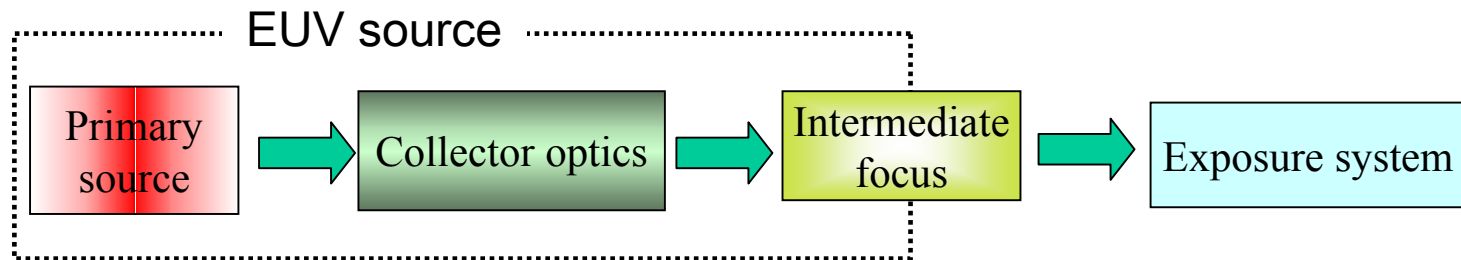 EUV source
Primary
source
Collector optics
Intermediate
focus
Exposure system